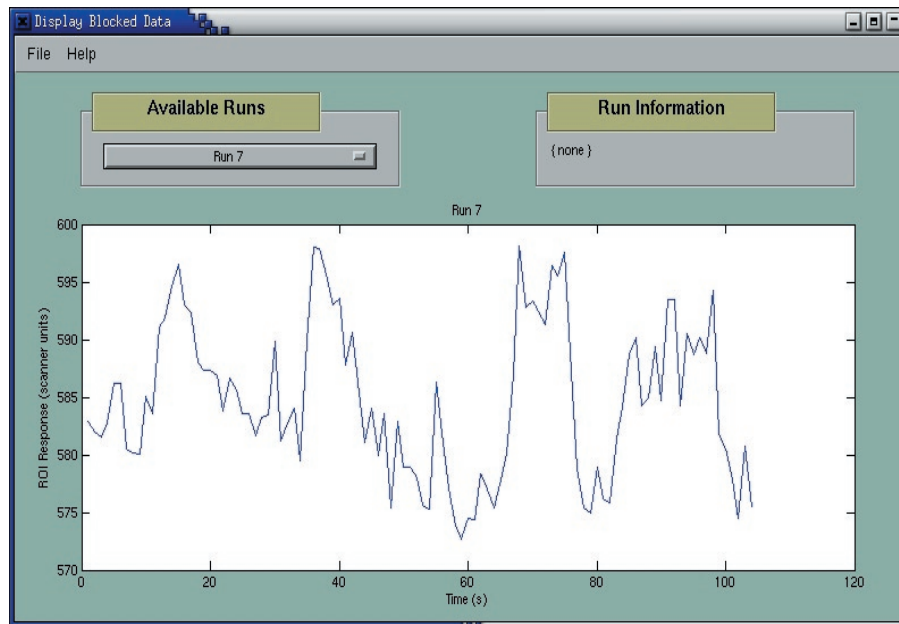 Display Blocked Data
File Help
Available Runs
Run 7
Run Information
{ none }
Run 7
600
595
590
585
580
575
570
ROI Response (scanner units)
0 20 40 60 80 100 120
Time (s)